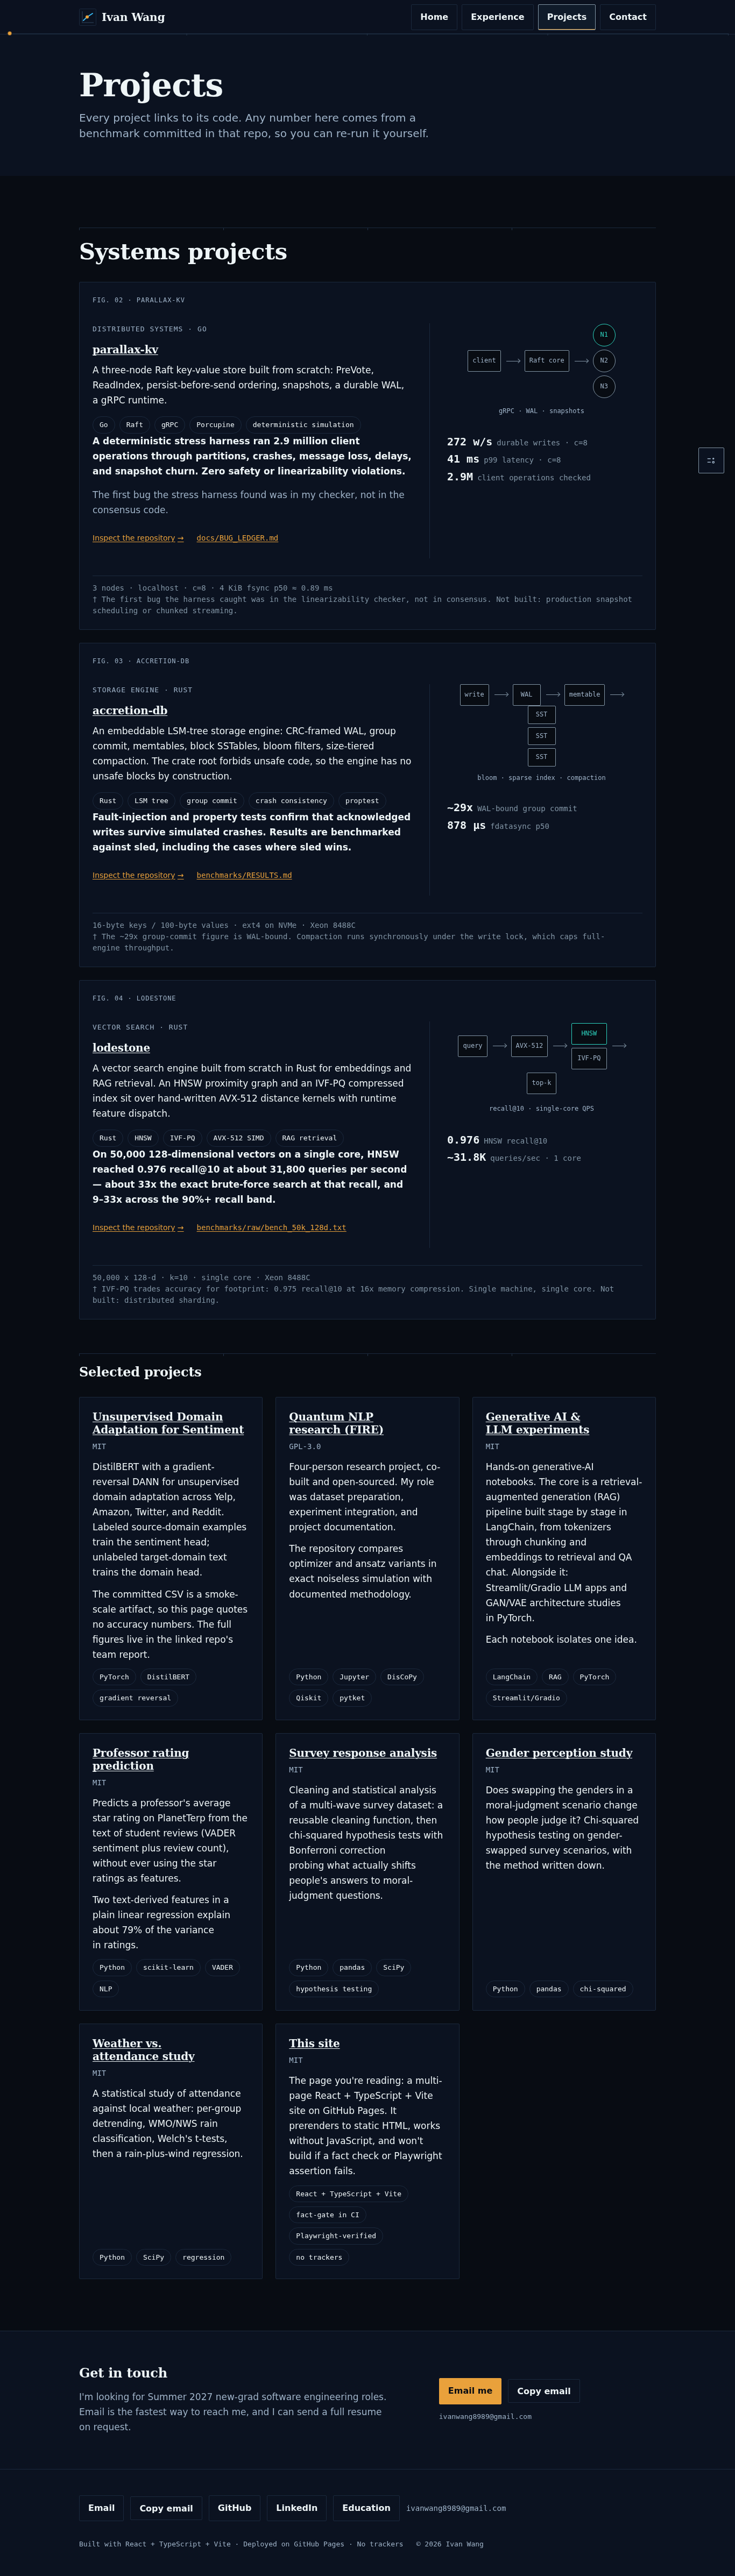 Ivan Wang
Home
Experience
Projects
Contact
Projects
Every project links to its code. Any number here comes from a
benchmark committed in that repo, so you can re-run it yourself.
Systems projects
FIG. 02 · PARALLAX-KV
DISTRIBUTED SYSTEMS · GO
parallax-kv
A three-node Raft key-value store built from scratch: PreVote,
ReadIndex, persist-before-send ordering, snapshots, a durable WAL,
a gRPC runtime.
Go
Raft
gRPC
Porcupine
deterministic simulation
A deterministic stress harness ran 2.9 million client
operations through partitions, crashes, message loss, delays,
and snapshot churn. Zero safety or linearizability violations.
The first bug the stress harness found was in my checker, not in the
consensus code.
Inspect the repository →
docs/BUG_LEDGER.md
client
Raft core
N1
N2
N3
gRPC · WAL · snapshots
272 w/s durable writes · c=8
41 ms p99 latency · c=8
2.9M client operations checked
3 nodes · localhost · c=8 · 4 KiB fsync p50 ≈ 0.89 ms
† The first bug the harness caught was in the linearizability checker, not in consensus. Not built: production snapshot
scheduling or chunked streaming.
FIG. 03 · ACCRETION-DB
STORAGE ENGINE · RUST
accretion-db
An embeddable LSM-tree storage engine: CRC-framed WAL, group
commit, memtables, block SSTables, bloom filters, size-tiered
compaction. The crate root forbids unsafe code, so the engine has no
unsafe blocks by construction.
Rust
LSM tree
group commit
crash consistency
proptest
Fault-injection and property tests confirm that acknowledged
writes survive simulated crashes. Results are benchmarked
against sled, including the cases where sled wins.
Inspect the repository →
benchmarks/RESULTS.md
write
WAL
memtable
SST
SST
SST
bloom · sparse index · compaction
~29x WAL-bound group commit
878 µs fdatasync p50
16-byte keys / 100-byte values · ext4 on NVMe · Xeon 8488C
† The ~29x group-commit figure is WAL-bound. Compaction runs synchronously under the write lock, which caps full-
engine throughput.
FIG. 04 · LODESTONE
VECTOR SEARCH · RUST
lodestone
A vector search engine built from scratch in Rust for embeddings and
RAG retrieval. An HNSW proximity graph and an IVF-PQ compressed
index sit over hand-written AVX-512 distance kernels with runtime
feature dispatch.
Rust
HNSW
IVF-PQ
AVX-512 SIMD
RAG retrieval
On 50,000 128-dimensional vectors on a single core, HNSW
reached 0.976 recall@10 at about 31,800 queries per second
— about 33x the exact brute-force search at that recall, and
9–33x across the 90%+ recall band.
Inspect the repository →
benchmarks/raw/bench_50k_128d.txt
query
AVX-512
HNSW
IVF-PQ
top-k
recall@10 · single-core QPS
0.976 HNSW recall@10
~31.8K queries/sec · 1 core
50,000 x 128-d · k=10 · single core · Xeon 8488C
† IVF-PQ trades accuracy for footprint: 0.975 recall@10 at 16x memory compression. Single machine, single core. Not
built: distributed sharding.
Selected projects
Unsupervised Domain
Adaptation for Sentiment
MIT
DistilBERT with a gradient-
reversal DANN for unsupervised
domain adaptation across Yelp,
Amazon, Twitter, and Reddit.
Labeled source-domain examples
train the sentiment head;
unlabeled target-domain text
trains the domain head.
The committed CSV is a smoke-
scale artifact, so this page quotes
no accuracy numbers. The full
figures live in the linked repo's
team report.
PyTorch
DistilBERT
gradient reversal
Quantum NLP
research (FIRE)
GPL-3.0
Four-person research project, co-
built and open-sourced. My role
was dataset preparation,
experiment integration, and
project documentation.
The repository compares
optimizer and ansatz variants in
exact noiseless simulation with
documented methodology.
Python
Jupyter
DisCoPy
Qiskit
pytket
Generative AI &
LLM experiments
MIT
Hands-on generative-AI
notebooks. The core is a retrieval-
augmented generation (RAG)
pipeline built stage by stage in
LangChain, from tokenizers
through chunking and
embeddings to retrieval and QA
chat. Alongside it:
Streamlit/Gradio LLM apps and
GAN/VAE architecture studies
in PyTorch.
Each notebook isolates one idea.
LangChain
RAG
PyTorch
Streamlit/Gradio
Professor rating
prediction
MIT
Predicts a professor's average
star rating on PlanetTerp from the
text of student reviews (VADER
sentiment plus review count),
without ever using the star
ratings as features.
Two text-derived features in a
plain linear regression explain
about 79% of the variance
in ratings.
Python
scikit-learn
VADER
NLP
Survey response analysis
MIT
Cleaning and statistical analysis
of a multi-wave survey dataset: a
reusable cleaning function, then
chi-squared hypothesis tests with
Bonferroni correction
probing what actually shifts
people's answers to moral-
judgment questions.
Python
pandas
SciPy
hypothesis testing
Gender perception study
MIT
Does swapping the genders in a
moral-judgment scenario change
how people judge it? Chi-squared
hypothesis testing on gender-
swapped survey scenarios, with
the method written down.
Python
pandas
chi-squared
Weather vs.
attendance study
MIT
A statistical study of attendance
against local weather: per-group
detrending, WMO/NWS rain
classification, Welch's t-tests,
then a rain-plus-wind regression.
Python
SciPy
regression
This site
MIT
The page you're reading: a multi-
page React + TypeScript + Vite
site on GitHub Pages. It
prerenders to static HTML, works
without JavaScript, and won't
build if a fact check or Playwright
assertion fails.
React + TypeScript + Vite
fact-gate in CI
Playwright-verified
no trackers
Get in touch
I'm looking for Summer 2027 new-grad software engineering roles.
Email is the fastest way to reach me, and I can send a full resume
on request.
Email me
Copy email
ivanwang8989@gmail.com
Email
Copy email
GitHub
LinkedIn
Education
ivanwang8989@gmail.com
Built with React + TypeScript + Vite · Deployed on GitHub Pages · No trackers
© 2026 Ivan Wang